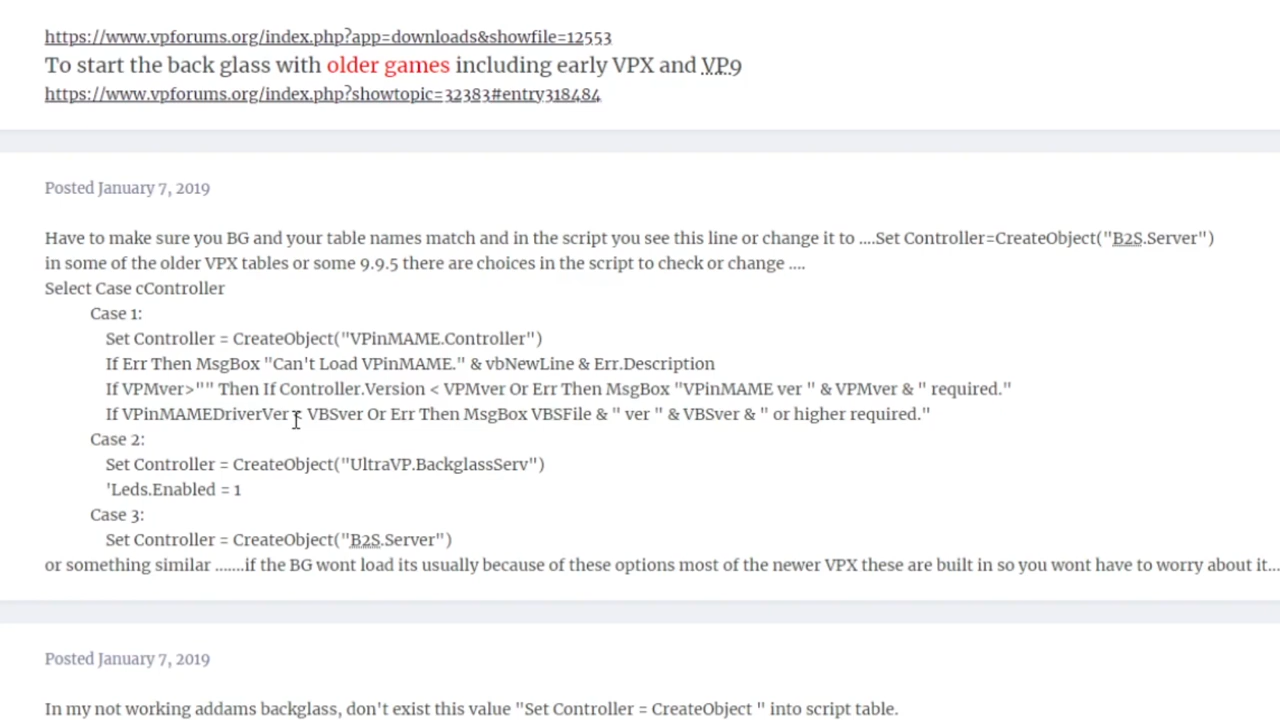 https://www.vpforums.org/index.php?app=downloads&showfile=12553
To start the back glass with older games including early VPX and VP9
https://www.vpforums.org/index.php?showtopic=32383#entry318484
Posted January 7, 2019
Have to make sure you BG and your table names match and in the script you see this line or change it to ....Set Controller=CreateObject("B2S.Server")
in some of the older VPX tables or some 9.9.5 there are choices in the script to check or change ....
Select Case cController
Case 1:
Set Controller = CreateObject("VPinMAME.Controller")
If Err Then MsgBox "Can't Load VPinMAME." & vbNewLine & Err.Description
If VPMver>"" Then If Controller.Version < VPMver Or Err Then MsgBox "VPinMAME ver " & VPMver & " required."
If VPinMAMEDriverVer < VBSver Or Err Then MsgBox VBSFile & " ver " & VBSver & " or higher required."
Case 2:
Set Controller = CreateObject("UltraVP.BackglassServ")
'Leds.Enabled = 1
Case 3:
Set Controller = CreateObject("B2S.Server")
or something similar .......if the BG wont load its usually because of these options most of the newer VPX these are built in so you wont have to worry about it...
Posted January 7, 2019
In my not working addams backglass, don't exist this value "Set Controller = CreateObject " into script table.